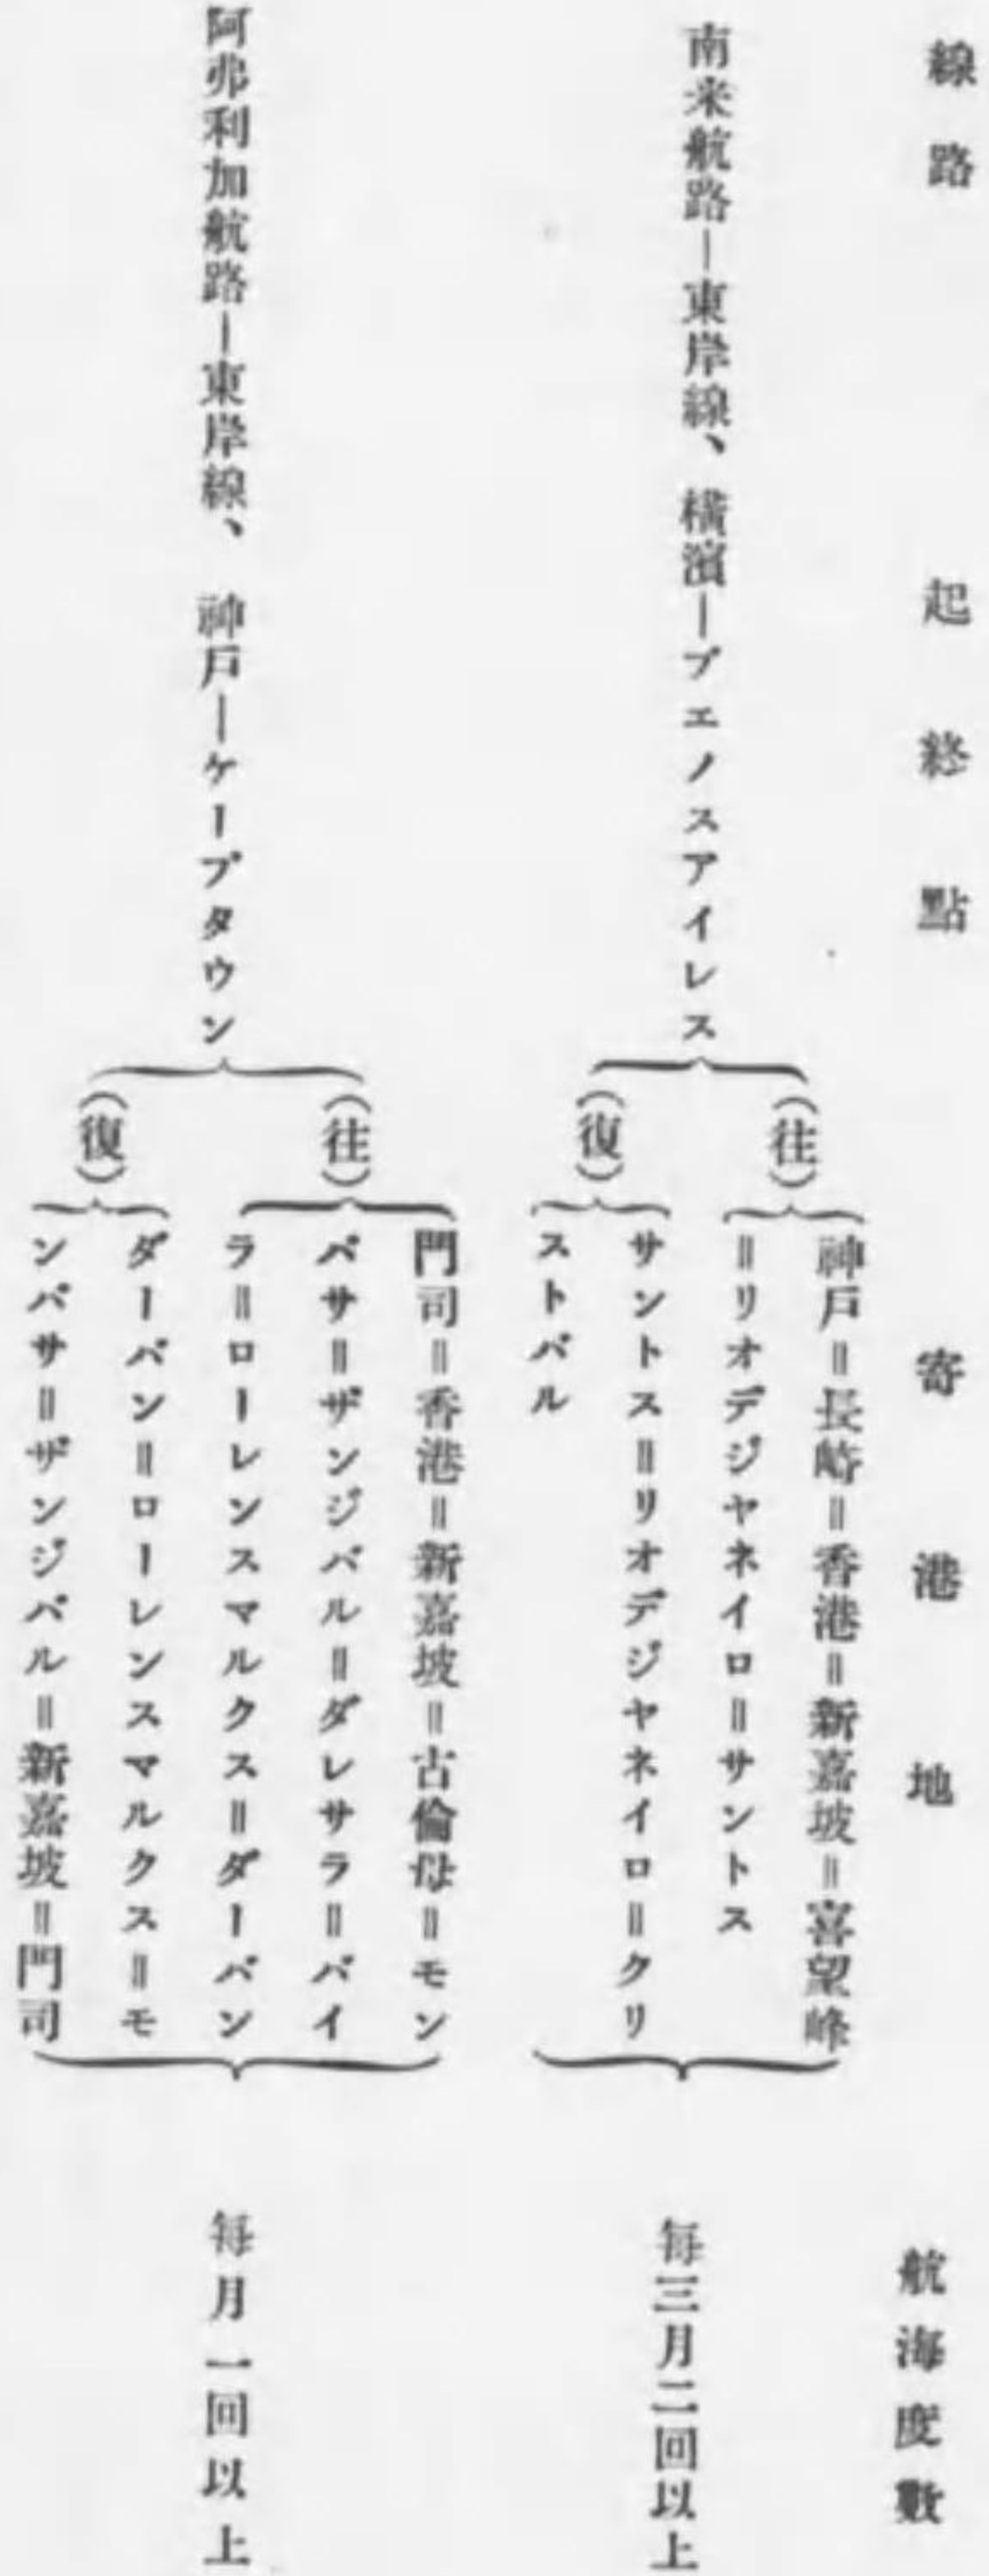 線路 起終點 寄港地 航海度數
南米航路—東岸線、橫濱—ブエノスアイレス
(往)
神戶=長崎=香港=新嘉坡=喜望峰
=リオデジヤネイロ=サントス
(復)
サントス=リオデジヤネイロ=クリ
ストバル
每三月二回以上
阿弗利加航路—東岸線、神戶—ケープタウン
(往)
門司=香港=新嘉坡=古倫母=モン
バサ=ザンジバル=ダレサラ=バイ
ラ=ローレンスマルクス=ダーバン
(復)
ダーバン=ローレンスマルクス=モ
ンバサ=ザンジバル=新嘉坡=門司
每月一回以上